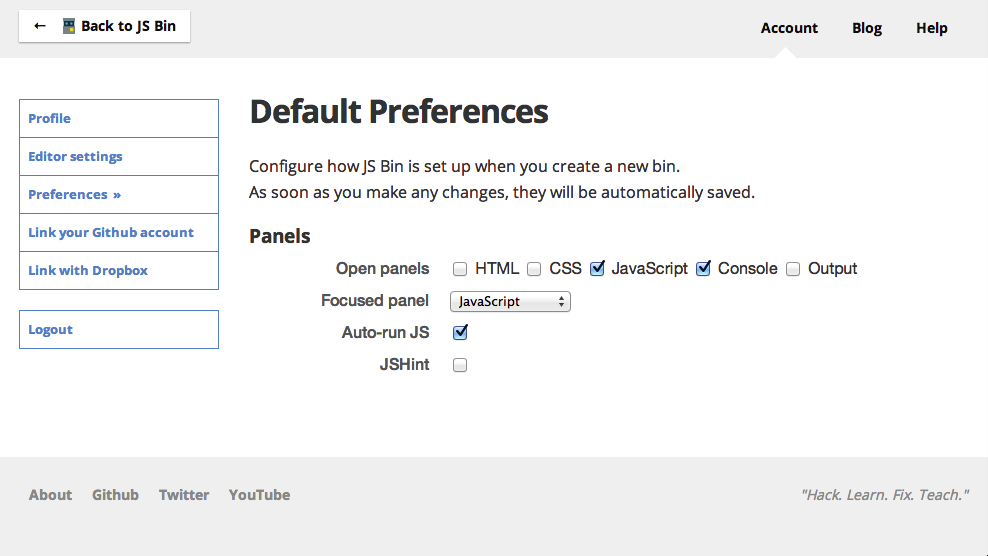 ← Back to JS Bin
Account Blog Help
Profile
Editor settings
Preferences »
Link your Github account
Link with Dropbox
Logout
Default Preferences
Configure how JS Bin is set up when you create a new bin.
As soon as you make any changes, they will be automatically saved.
Panels
Open panels HTML CSS JavaScript Console Output
Focused panel JavaScript
Auto-run JS
JSHint
About Github Twitter YouTube
"Hack. Learn. Fix. Teach."